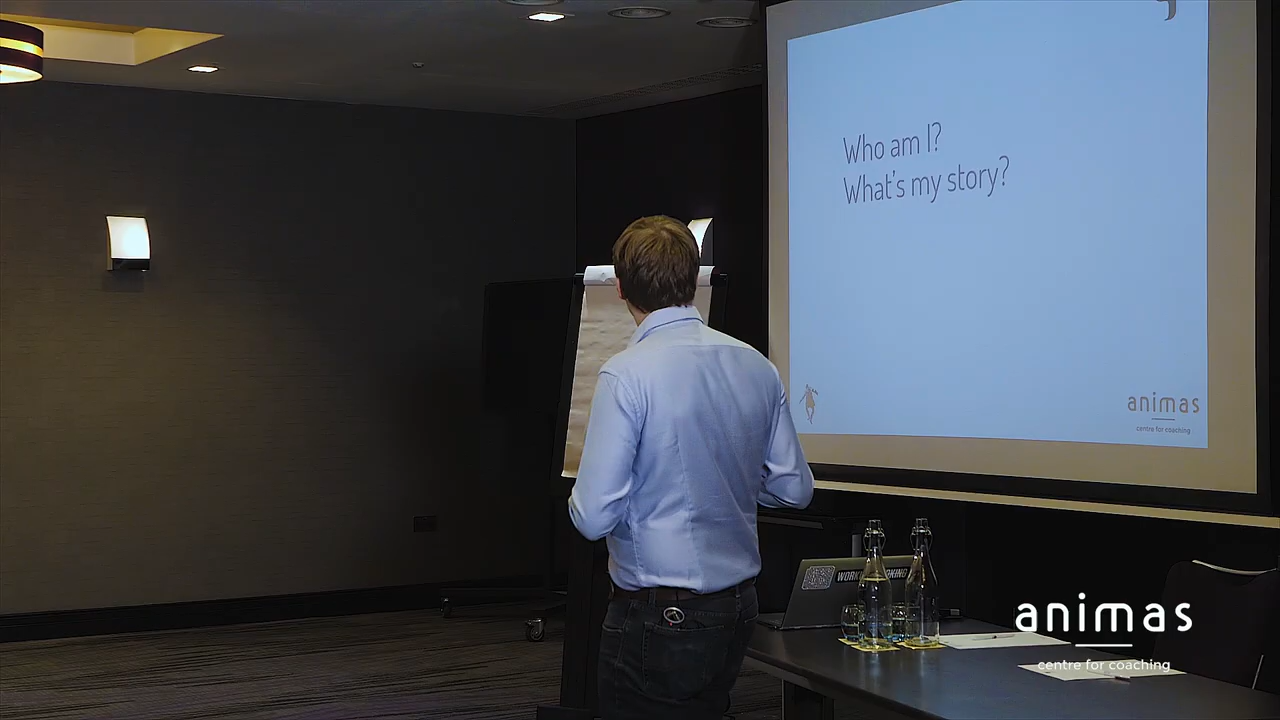 Who am I?
What's my story?
animas
centre for coaching
animas
centre for coaching